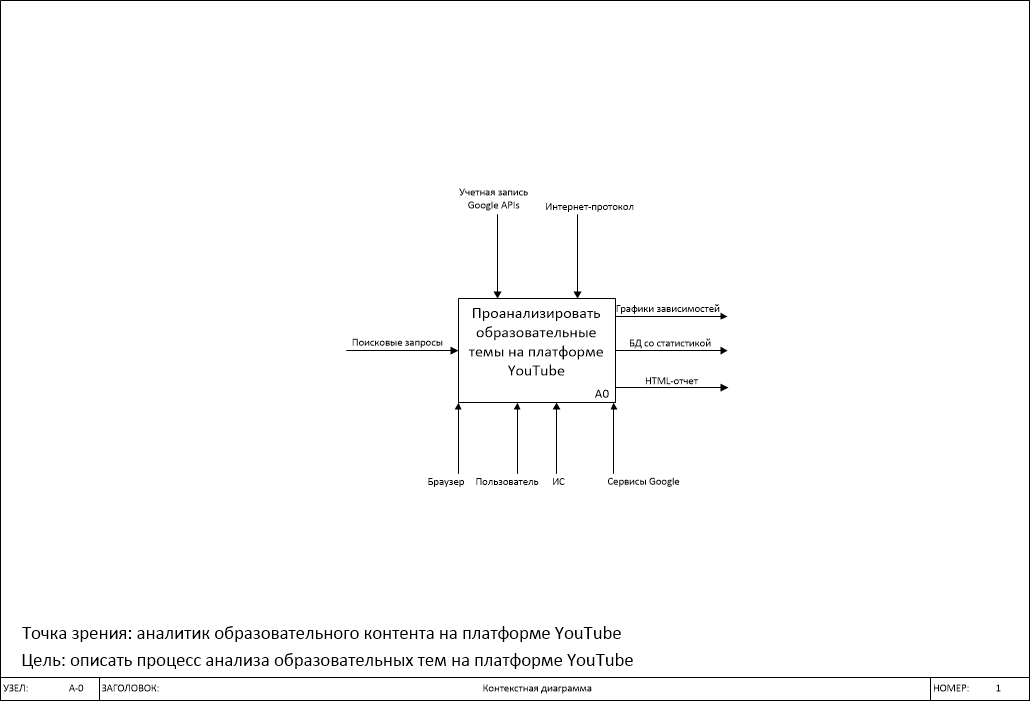 Учетная запись
Google APIs
Интернет-протокол
Поисковые запросы
Проанализировать
образовательные
темы на платформе
YouTube
A0
Графики зависимостей
БД со статистикой
HTML-отчет
Браузер
Пользователь
ИС
Сервисы Google
Точка зрения: аналитик образовательного контента на платформе YouTube
Цель: описать процесс анализа образовательных тем на платформе YouTube
УЗЕЛ: A-0 ЗАГОЛОВОК: Контекстная диаграмма НОМЕР: 1